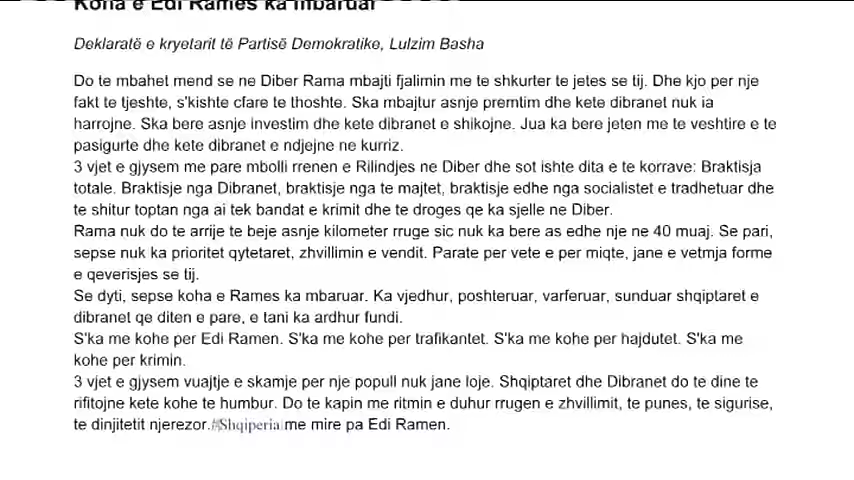 Koha e Edi Rames ka mbaruar
Deklaratë e kryetarit të Partisë Demokratike, Lulzim Basha
Do te mbahet mend se ne Diber Rama mbajti fjalimin me te shkurter te jetes se tij. Dhe kjo per nje
fakt te tjeshte, s'kishte cfare te thoshte. Ska mbajtur asnje premtim dhe kete dibranet nuk ia
harrojne. Ska bere asnje investim dhe kete dibranet e shikojne. Jua ka bere jeten me te veshtire e te
pasigurte dhe kete dibranet e ndjejne ne kurriz.
3 vjet e gjysem me pare mbolli rrenen e Rilindjes ne Diber dhe sot ishte dita e te korrave: Braktisja
totale. Braktisje nga Dibranet, braktisje nga te majtet, braktisje edhe nga socialistet e tradhetuar dhe
te shitur toptan nga ai tek bandat e krimit dhe te droges qe ka sjelle ne Diber.
Rama nuk do te arrije te beje asnje kilometer rruge sic nuk ka bere as edhe nje ne 40 muaj. Se pari,
sepse nuk ka prioritet qytetaret, zhvillimin e vendit. Parate per vete e per miqte, jane e vetmja forme
e qeverisjes se tij.
Se dyti, sepse koha e Rames ka mbaruar. Ka vjedhur, poshteruar, varferuar, sunduar shqiptaret e
dibranet qe diten e pare, e tani ka ardhur fundi.
S'ka me kohe per Edi Ramen. S'ka me kohe per trafikantet. S'ka me kohe per hajdutet. S'ka me
kohe per krimin.
3 vjet e gjysem vuajtje e skamje per nje popull nuk jane loje. Shqiptaret dhe Dibranet do te dine te
rifitojne kete kohe te humbur. Do te kapin me ritmin e duhur rrugen e zhvillimit, te punes, te sigurise,
te dinjitetit njerezor.#Shqiperia me mire pa Edi Ramen.